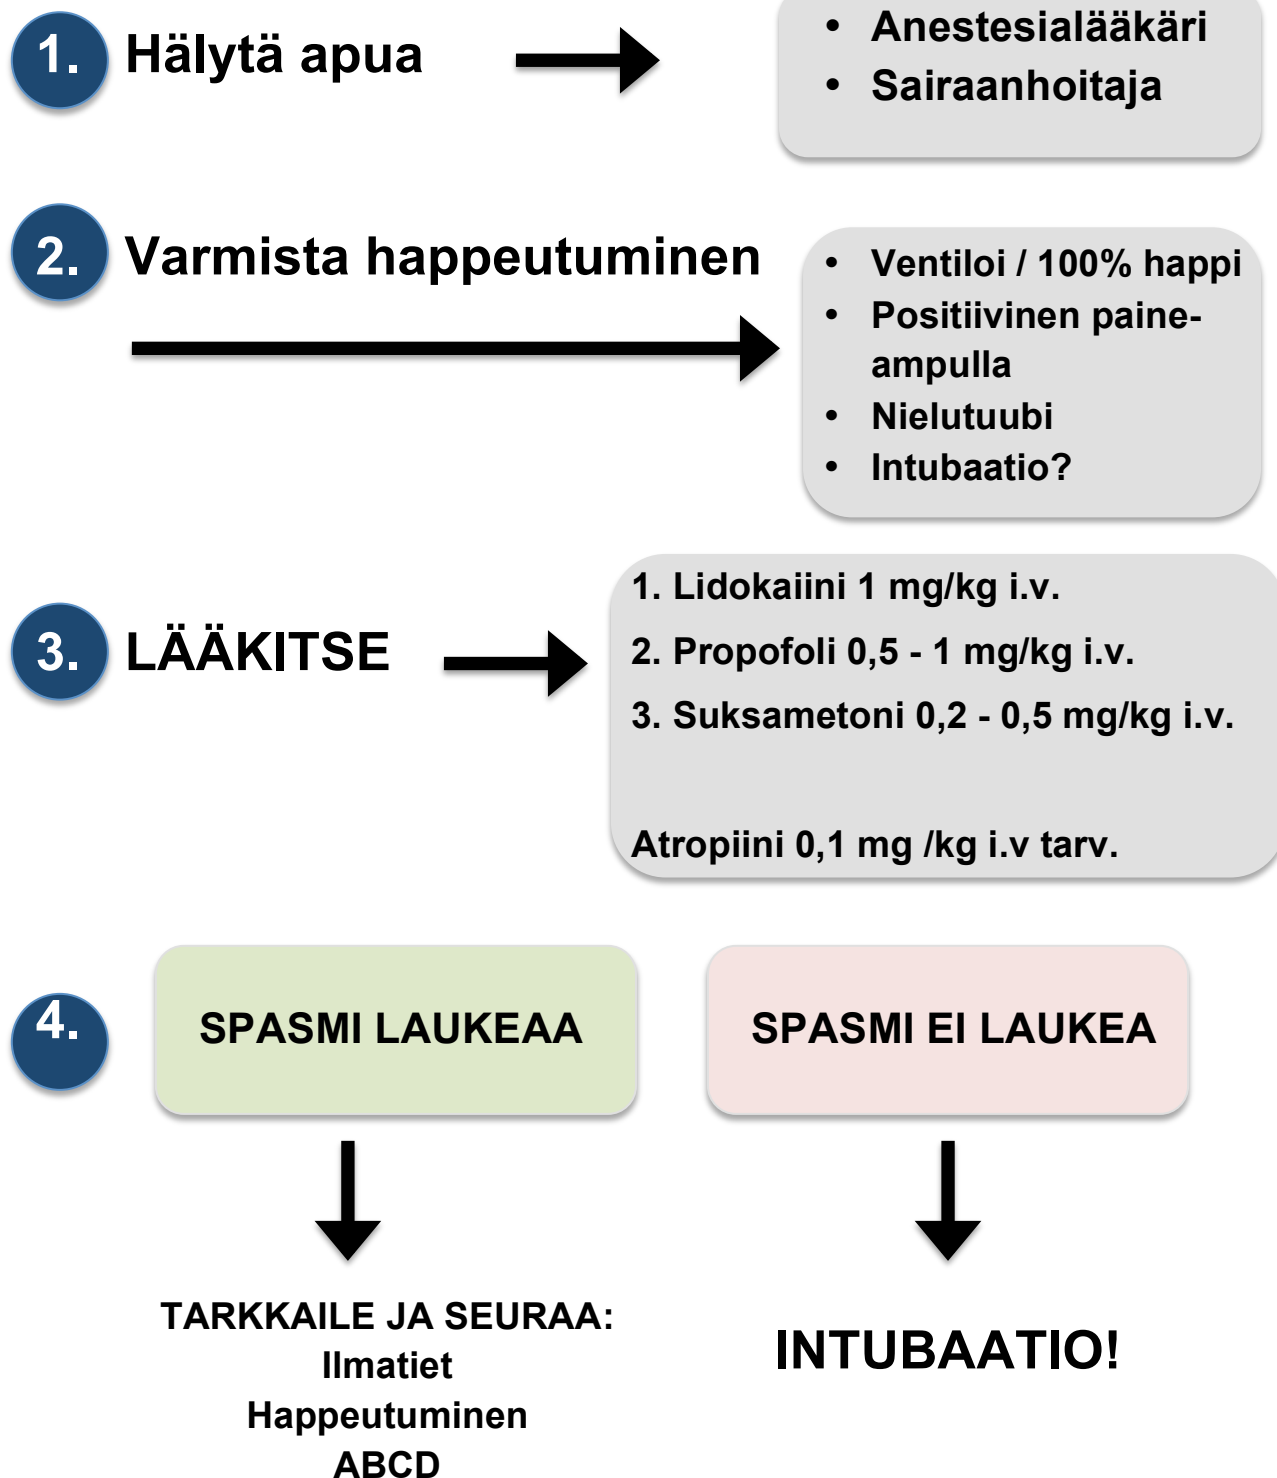 1. Hälytä apua
• Anestesialääkäri
• Sairaanhoitaja
2. Varmista happeutuminen
• Ventiloi / 100% happi
• Positiivinen paine-
ampulla
• Nielutuubi
• Intubaatio?
3. LÄÄKITSE
1. Lidokaiini 1 mg/kg i.v.
2. Propofoli 0,5 - 1 mg/kg i.v.
3. Suksametoni 0,2 - 0,5 mg/kg i.v.
Atropiini 0,1 mg /kg i.v tarv.
4.
SPASMI LAUKEAA
SPASMI EI LAUKEA
TARKKAILE JA SEURAA:
Ilmatiet
Happeutuminen
ABCD
INTUBAATIO!